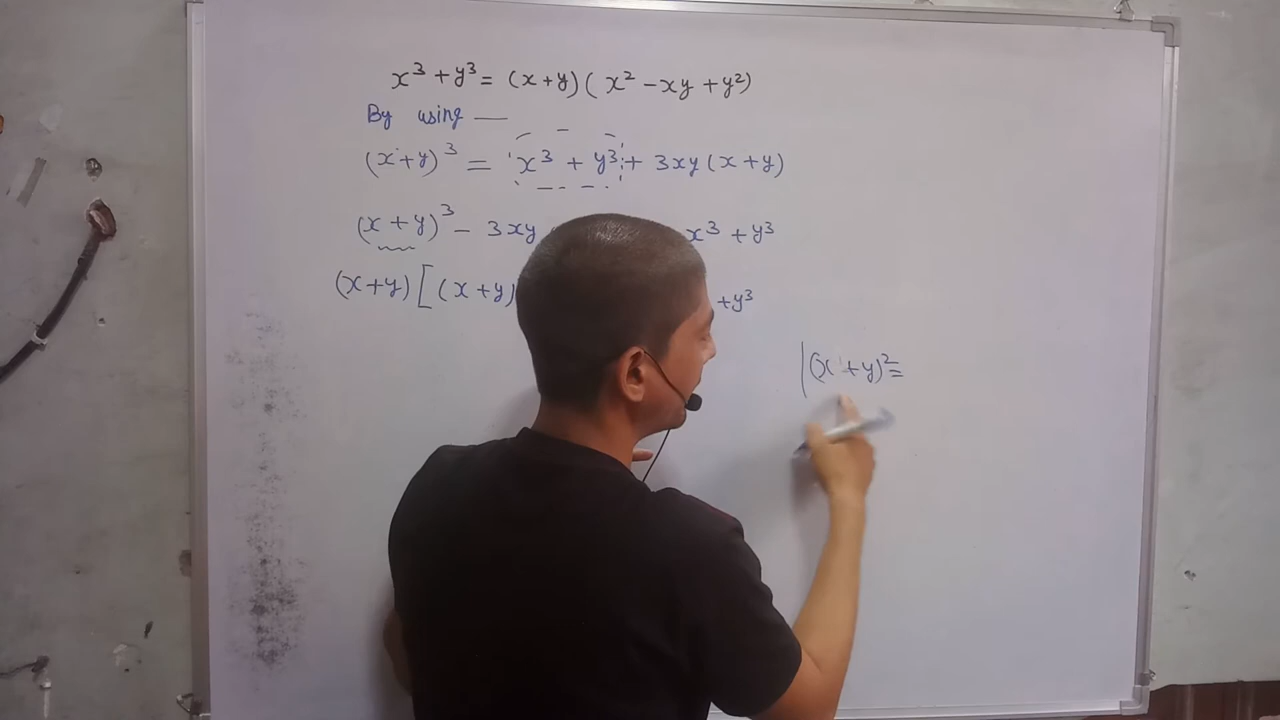 x³ + y³ = (x + y) ( x² - xy + y²)
By using —
(x + y)³ = x³ + y³ + 3xy (x + y)
(x + y)³ - 3xy x³ + y³
(x + y) [ (x + y) + y³
(x + y)² =